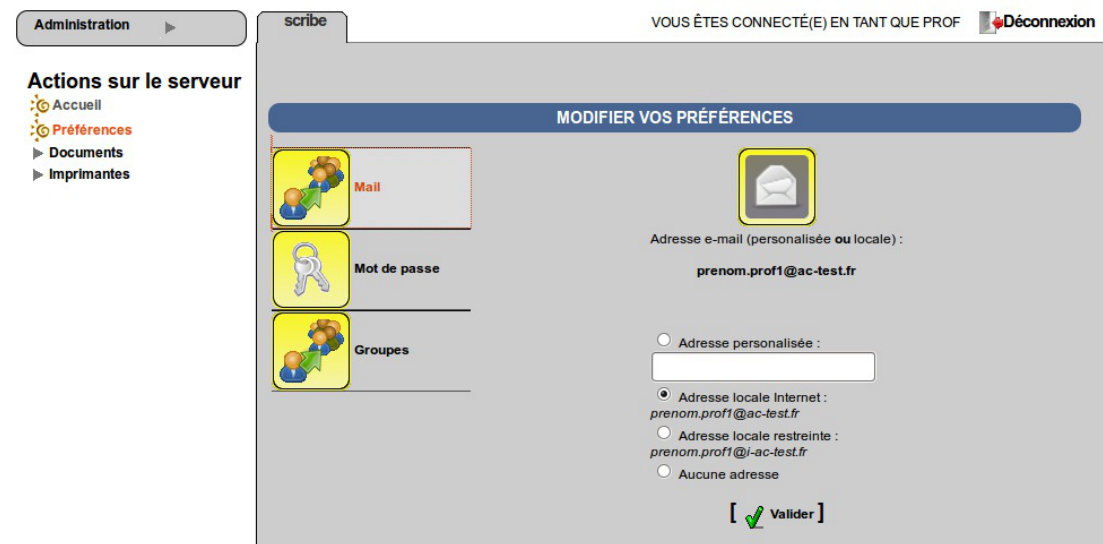 Administration
scribe
VOUS ÊTES CONNECTÉ(E) EN TANT QUE PROF
Déconnexion
Actions sur le serveur
Accueil
Préférences
Documents
Imprimantes
MODIFIER VOS PRÉFÉRENCES
Mail
Mot de passe
Groupes
Adresse e-mail (personalisée ou locale) :
prenom.prof1@ac-test.fr
Adresse personalisée :
Adresse locale Internet :
prenom.prof1@ac-test.fr
Adresse locale restreinte :
prenom.prof1@i-ac-test.fr
Aucune adresse
[ Valider ]